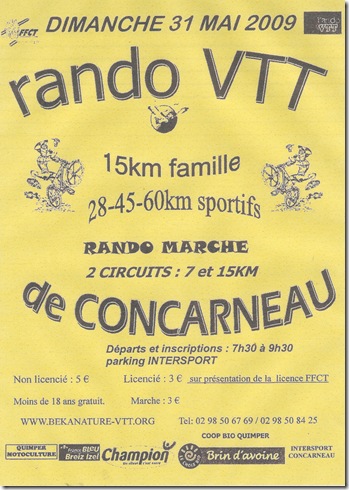 FFCT
DIMANCHE 31 MAI 2009
rando VTT
15km famille
28-45-60km sportifs
RANDO MARCHE
2 CIRCUITS : 7 et 15KM
de CONCARNEAU
Départs et inscriptions : 7h30 à 9h30
parking INTERSPORT
Non licencié : 5 € Licencié : 3 € sur présentation de la licence FFCT
Moins de 18 ans gratuit. Marche : 3 €
WWW.BEKANATURE-VTT.ORG Tel: 02 98 50 67 69 / 02 98 50 84 25
COOP BIO QUIMPER
QUIMPER
MOTOCULTURE
France BLEU
Breiz Izel
Champion
Brin d'avoine
INTERSPORT
CONCARNEAU